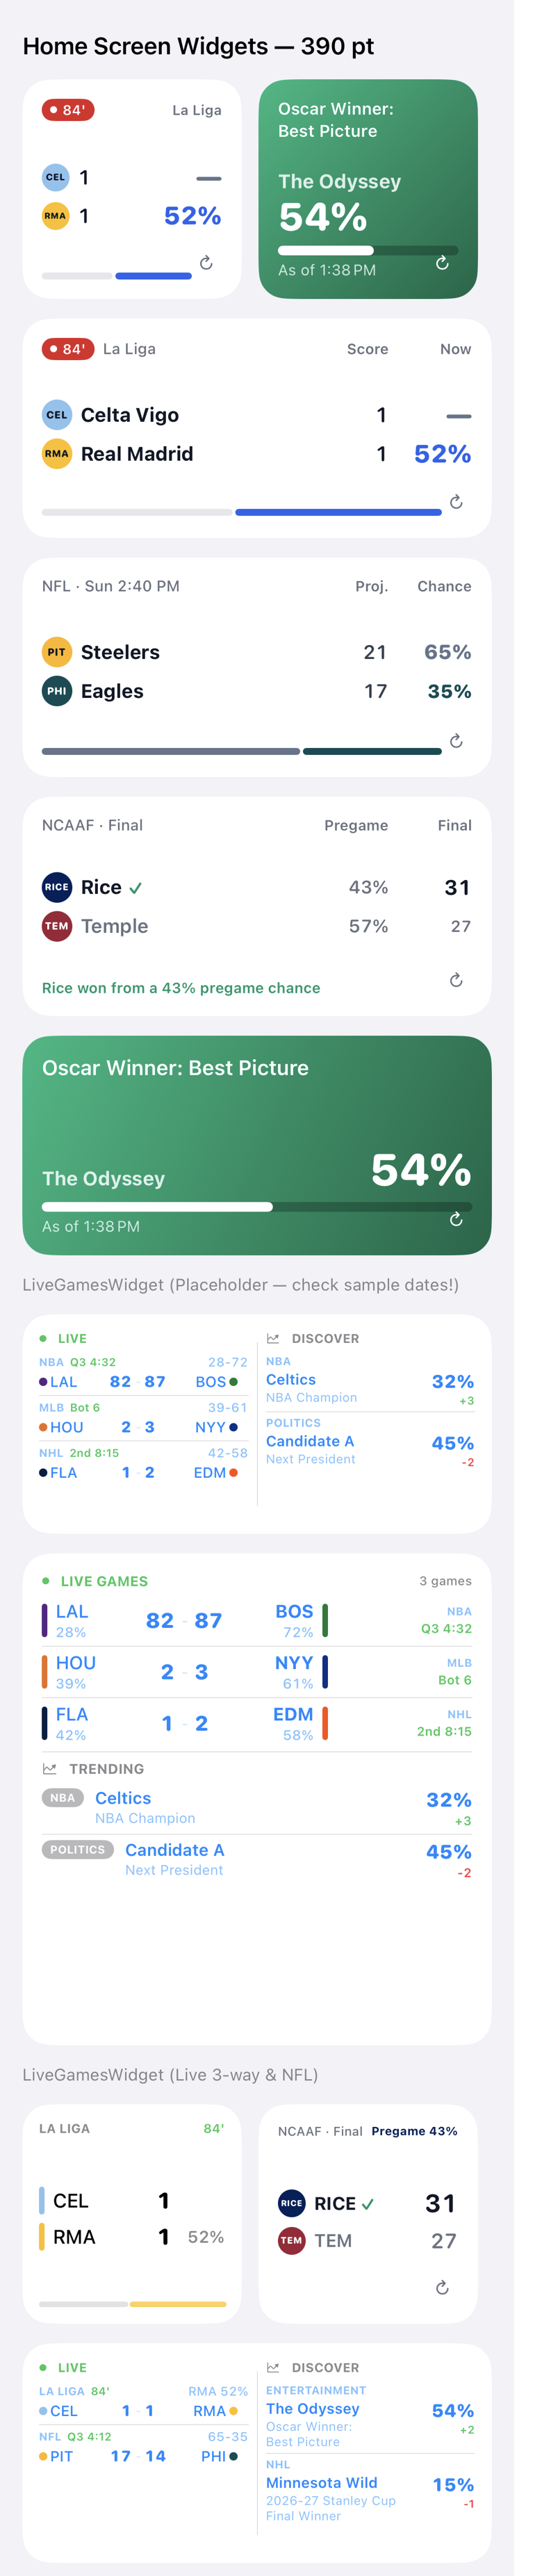 Home Screen Widgets — 390 pt
84' La Liga
CEL 1 —
RMA 1 52%
Oscar Winner:
Best Picture
The Odyssey
54%
As of 1:38 PM
84' La Liga Score Now
CEL Celta Vigo 1 —
RMA Real Madrid 1 52%
NFL · Sun 2:40 PM Proj. Chance
PIT Steelers 21 65%
PHI Eagles 17 35%
NCAAF · Final Pregame Final
RICE Rice ✓ 43% 31
TEM Temple 57% 27
Rice won from a 43% pregame chance
Oscar Winner: Best Picture
The Odyssey 54%
As of 1:38 PM
LiveGamesWidget (Placeholder — check sample dates!)
LIVE
NBA Q3 4:32 28-72
LAL 82 - 87 BOS
MLB Bot 6 39-61
HOU 2 - 3 NYY
NHL 2nd 8:15 42-58
FLA 1 - 2 EDM
DISCOVER
NBA
Celtics 32%
NBA Champion +3
POLITICS
Candidate A 45%
Next President -2
LIVE GAMES 3 games
LAL 82 - 87 BOS NBA
28% 72% Q3 4:32
HOU 2 - 3 NYY MLB
39% 61% Bot 6
FLA 1 - 2 EDM NHL
42% 58% 2nd 8:15
TRENDING
NBA Celtics 32%
NBA Champion +3
POLITICS Candidate A 45%
Next President -2
LiveGamesWidget (Live 3-way & NFL)
LA LIGA 84'
CEL 1
RMA 1 52%
NCAAF · Final Pregame 43%
RICE RICE ✓ 31
TEM TEM 27
LIVE
LA LIGA 84' RMA 52%
CEL 1 - 1 RMA
NFL Q3 4:12 65-35
PIT 17 - 14 PHI
DISCOVER
ENTERTAINMENT
The Odyssey 54%
Oscar Winner: +2
Best Picture
NHL
Minnesota Wild 15%
2026-27 Stanley Cup -1
Final Winner